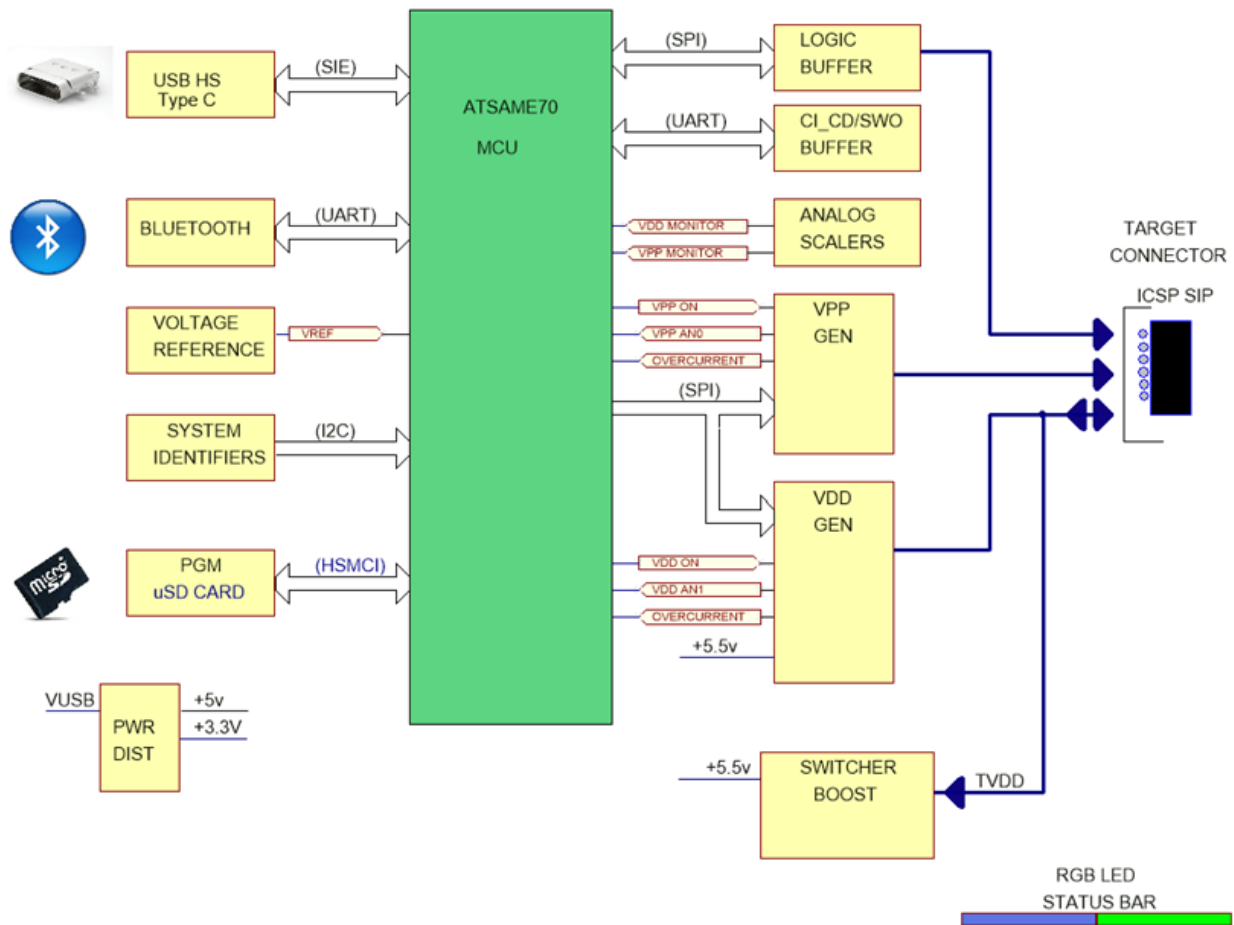 USB HS
Type C
(SIE)
ATSAME70
MCU
(SPI)
LOGIC
BUFFER
(UART)
CI_CD/SWO
BUFFER
BLUETOOTH
(UART)
VDD MONITOR
VPP MONITOR
ANALOG
SCALERS
TARGET
CONNECTOR
ICSP SIP
VOLTAGE
REFERENCE
VREF
VPP ON
VPP AN0
OVERCURRENT
VPP
GEN
(SPI)
SYSTEM
IDENTIFIERS
(I2C)
VDD
GEN
PGM
uSD CARD
(HSMCI)
micro
SD
VDD ON
VDD AN1
OVERCURRENT
+5.5v
VUSB
PWR
DIST
+5v
+3.3V
+5.5v
SWITCHER
BOOST
TVDD
RGB LED
STATUS BAR